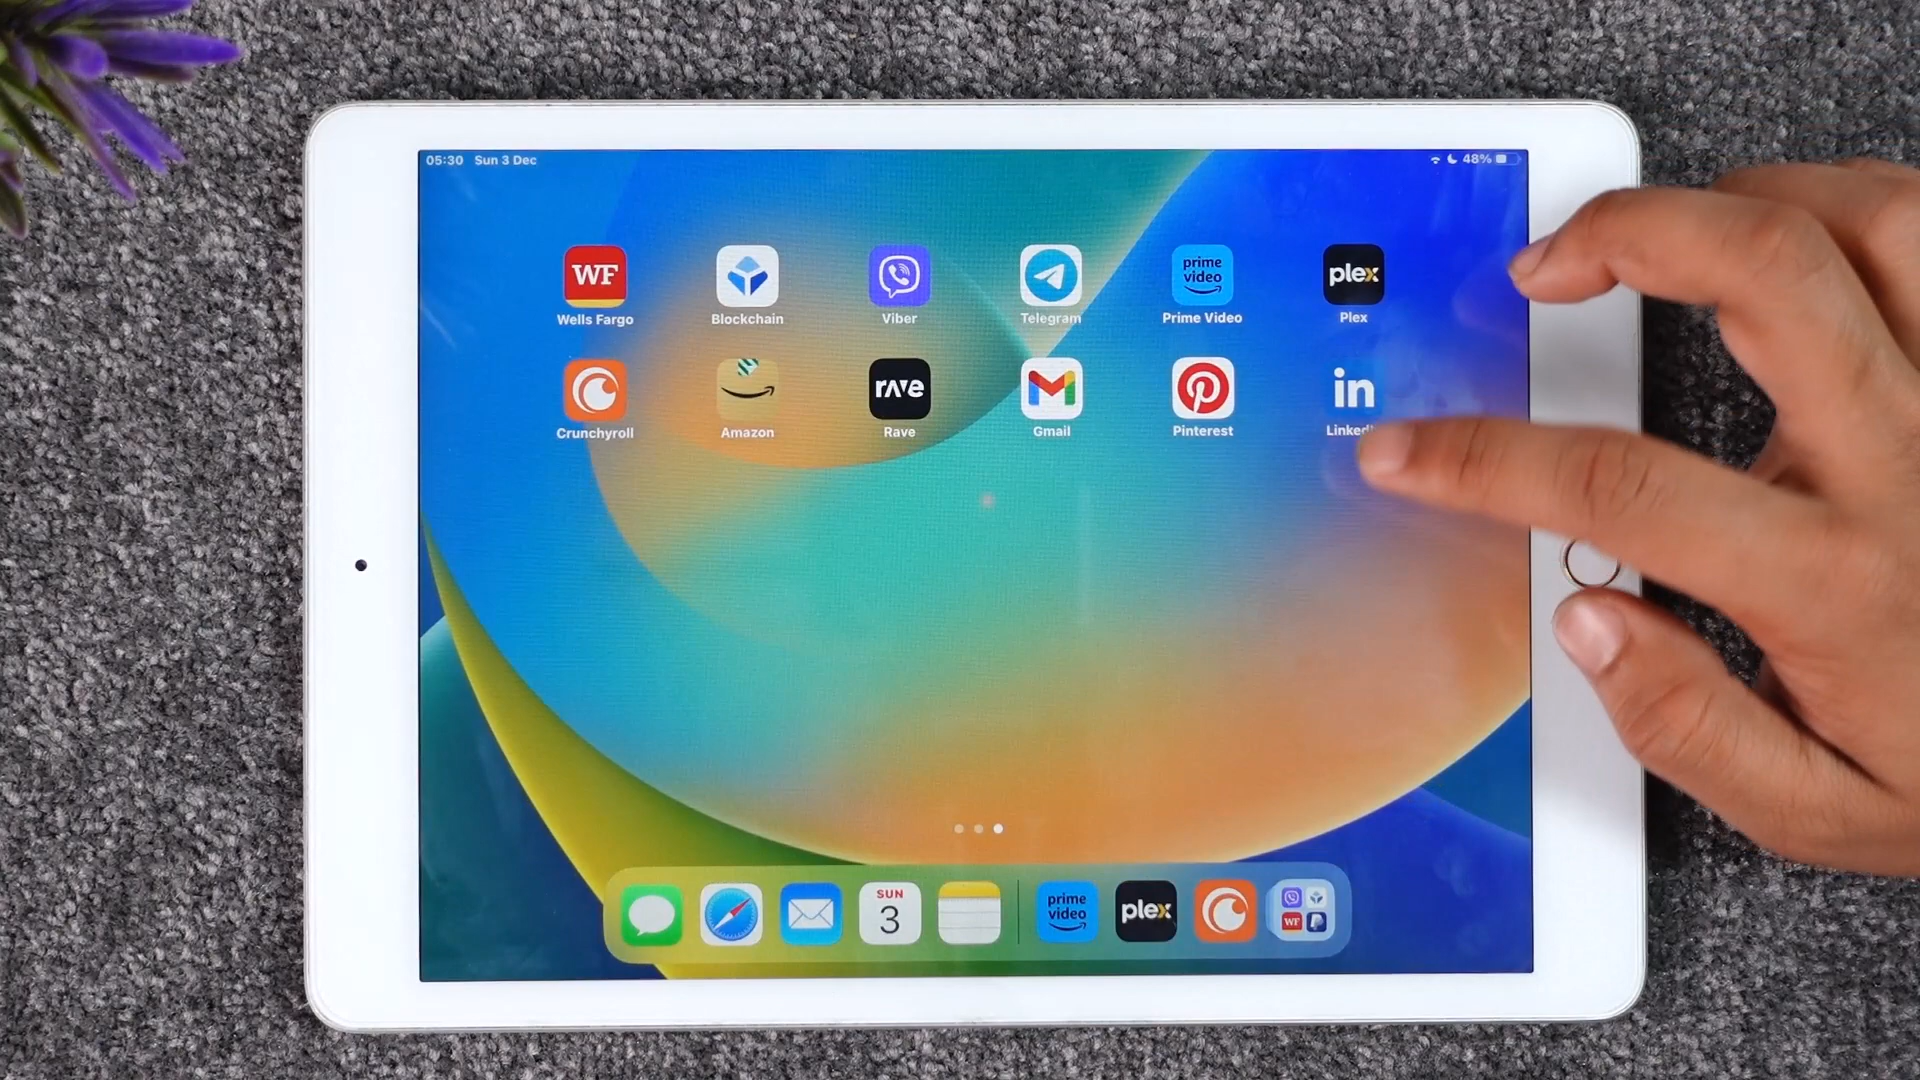 05:30 Sun 3 Dec
48%
WF
prime video
plex
Wells Fargo
Blockchain
Viber
Telegram
Prime Video
Plex
rave
in
Crunchyroll
Amazon
Rave
Gmail
Pinterest
LinkedI
SUN
3
prime video
plex
WF